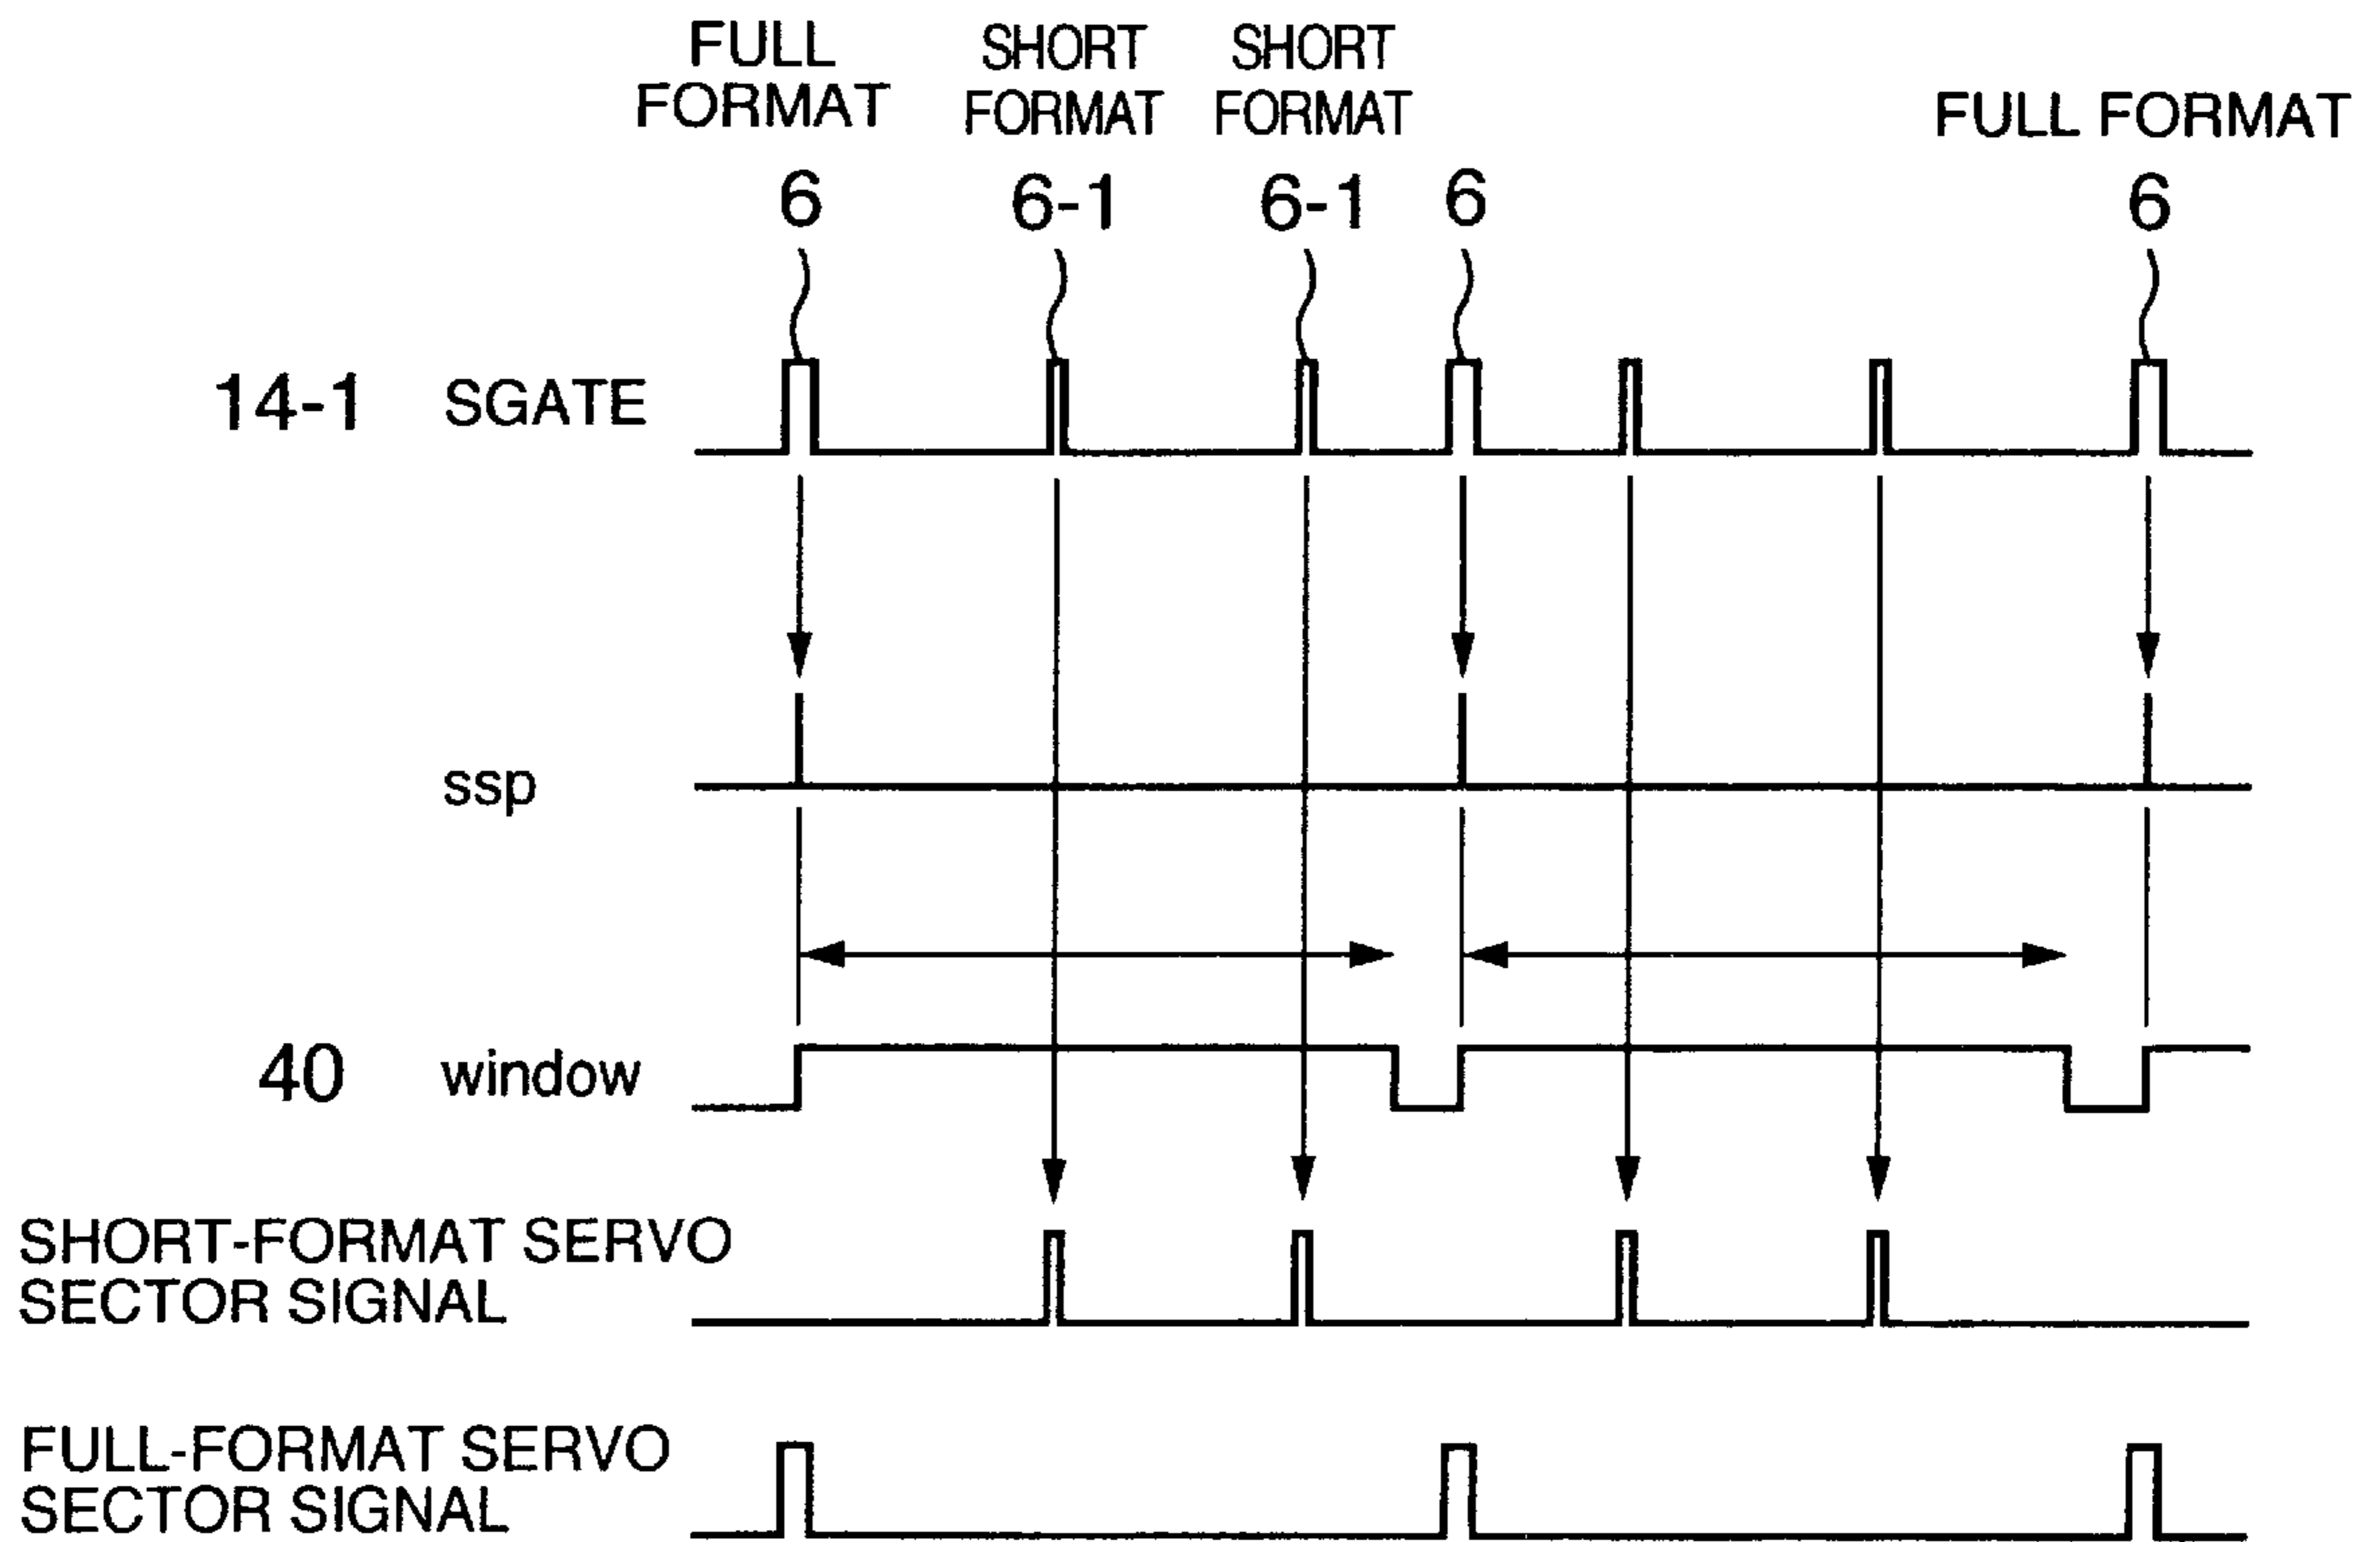 FULL
FORMAT
SHORT
FORMAT
SHORT
FORMAT
FULL FORMAT
6
6-1
6-1
6
6
14-1 SGATE
ssp
40 window
SHORT-FORMAT SERVO
SECTOR SIGNAL
FULL-FORMAT SERVO
SECTOR SIGNAL